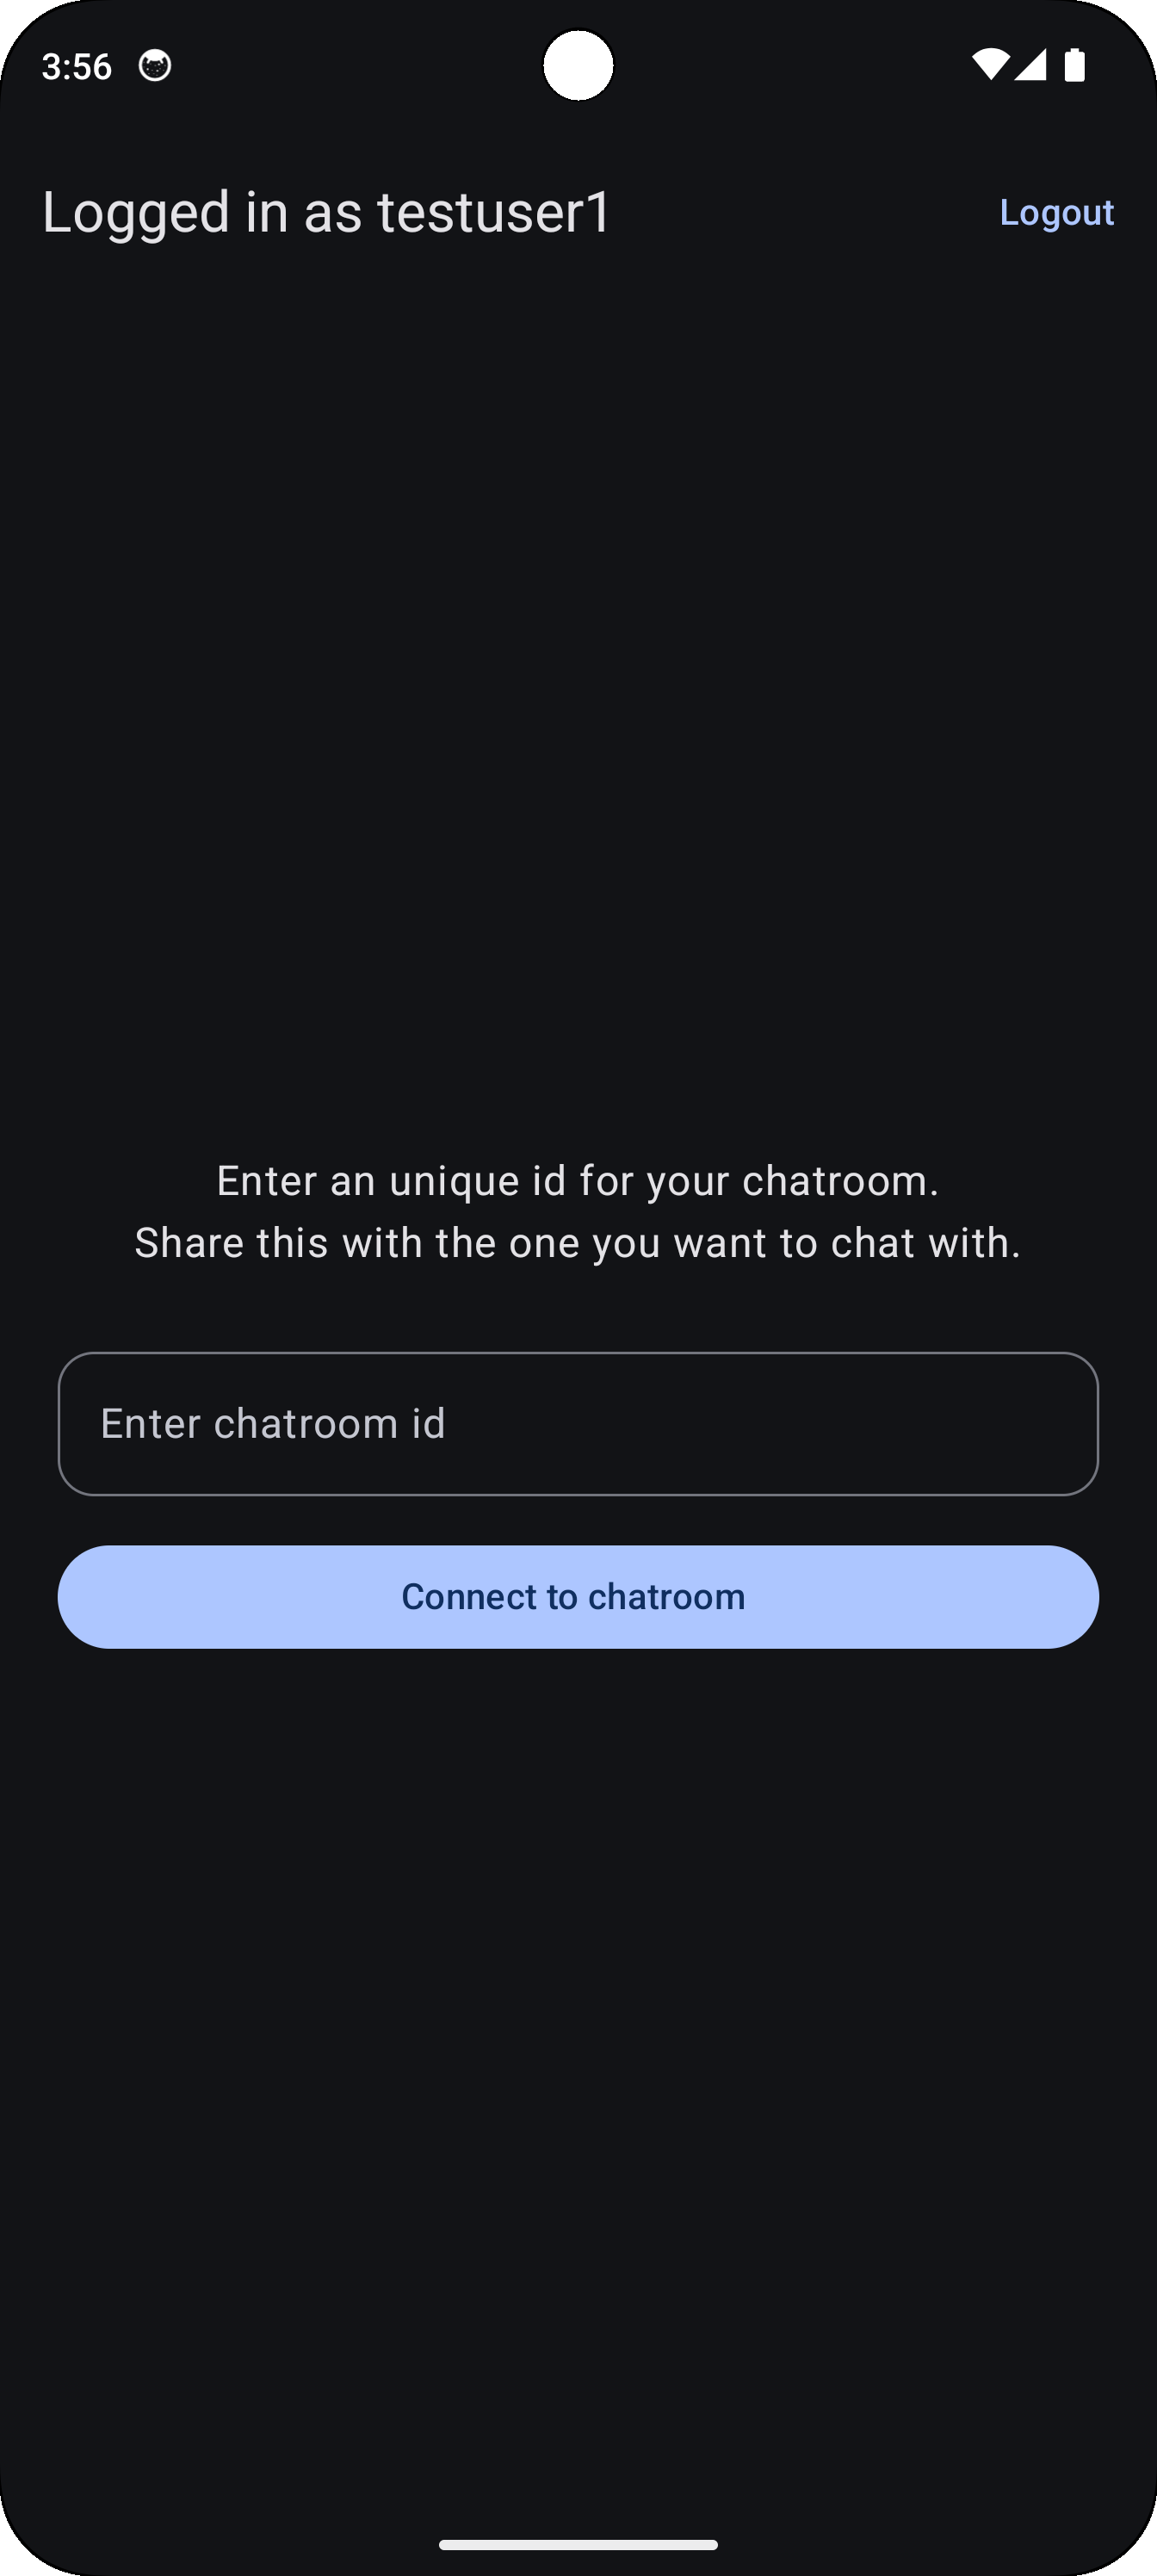 3:56
Logged in as testuser1
Logout
Enter an unique id for your chatroom.
Share this with the one you want to chat with.
Enter chatroom id
Connect to chatroom